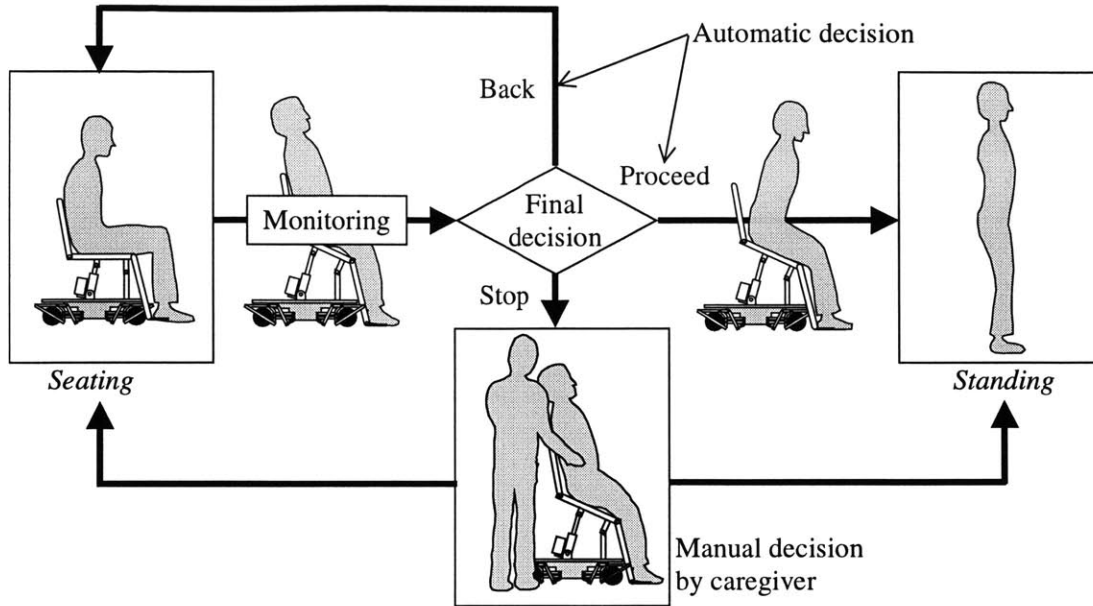 Automatic decision
Back
Proceed
Monitoring
Final
decision
Stop
Seating
Standing
Manual decision
by caregiver